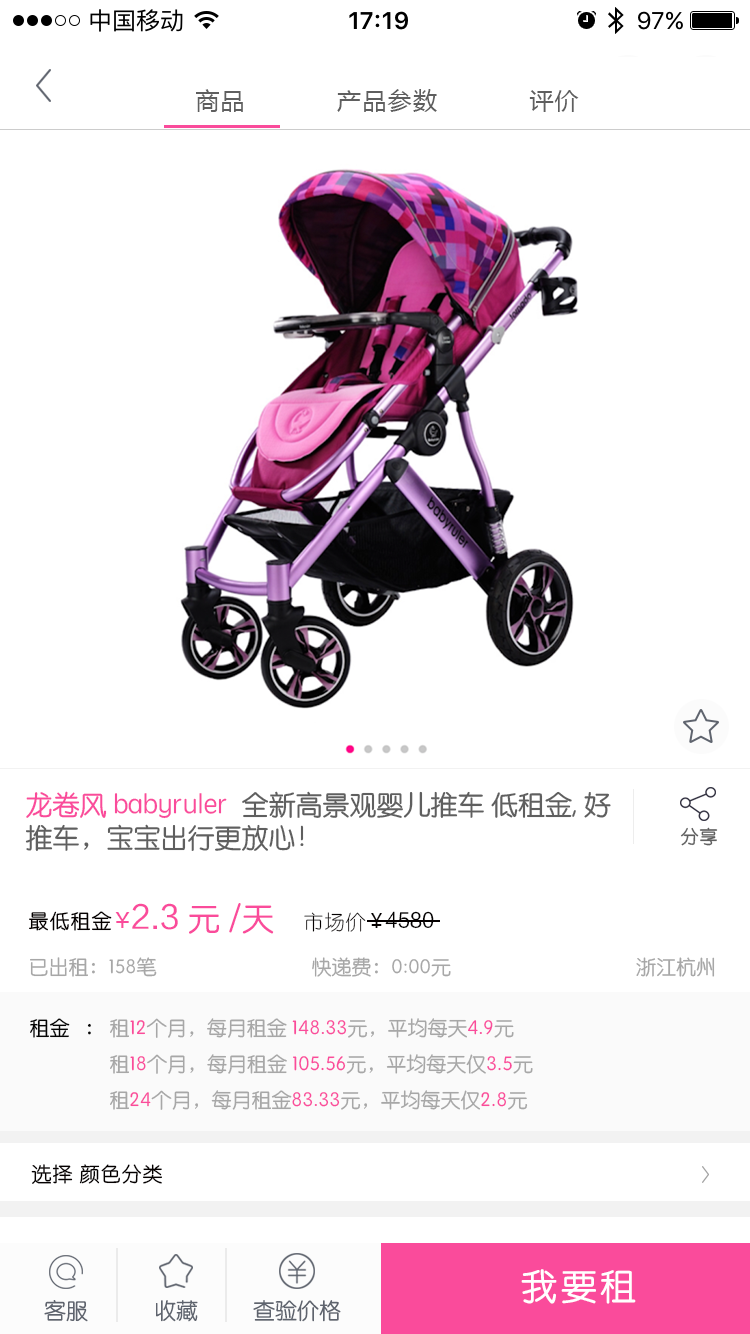 中国移动 17:19 97%
商品 产品参数 评价
tornado
babyruler
龙卷风 babyruler 全新高景观婴儿推车 低租金, 好
推车，宝宝出行更放心！
分享
最低租金¥2.3 元 /天 市场价¥4580
已出租：158笔 快递费：0:00元 浙江杭州
租金 ： 租12个月，每月租金 148.33元，平均每天4.9元
租18个月，每月租金 105.56元，平均每天仅3.5元
租24个月，每月租金83.33元，平均每天仅2.8元
选择 颜色分类
客服 收藏 查验价格 我要租